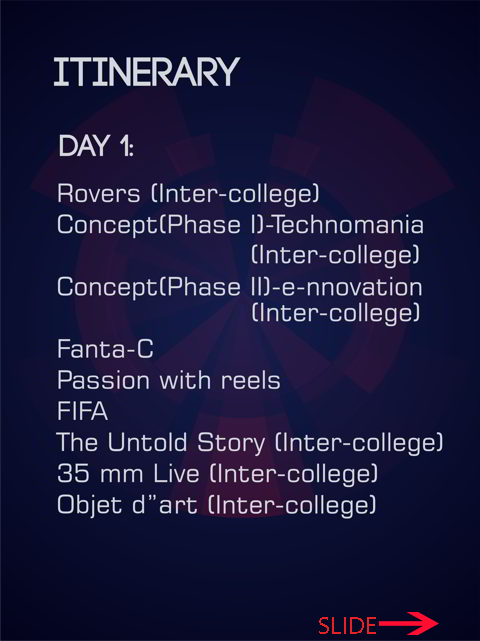 ITINERARY
DAY 1:
Rovers (Inter-college)
Concept(Phase I)-Technomania
(Inter-college)
Concept(Phase II)-e-nnovation
(Inter-college)
Fanta-C
Passion with reels
FIFA
The Untold Story (Inter-college)
35 mm Live (Inter-college)
Objet d"art (Inter-college)
SLIDE